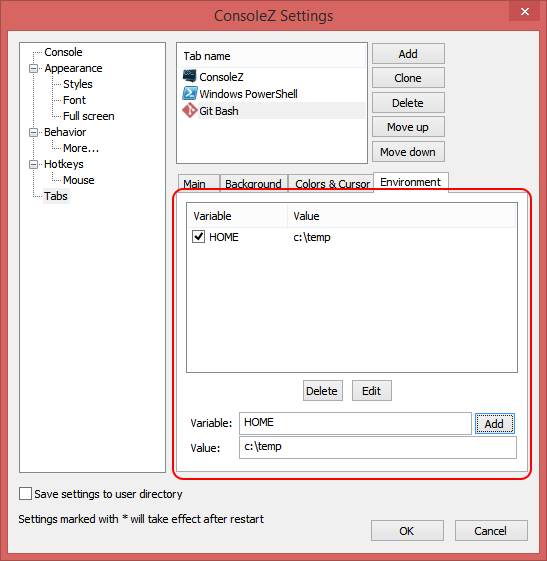 ConsoleZ Settings
Console
Appearance
Styles
Font
Full screen
Behavior
More...
Hotkeys
Mouse
Tabs
Tab name
ConsoleZ
Windows PowerShell
Git Bash
Add
Clone
Delete
Move up
Move down
Main Background Colors & Cursor Environment
Variable Value
HOME c:\temp
Delete Edit
Variable: HOME Add
Value: c:\temp
Save settings to user directory
Settings marked with * will take effect after restart
OK Cancel